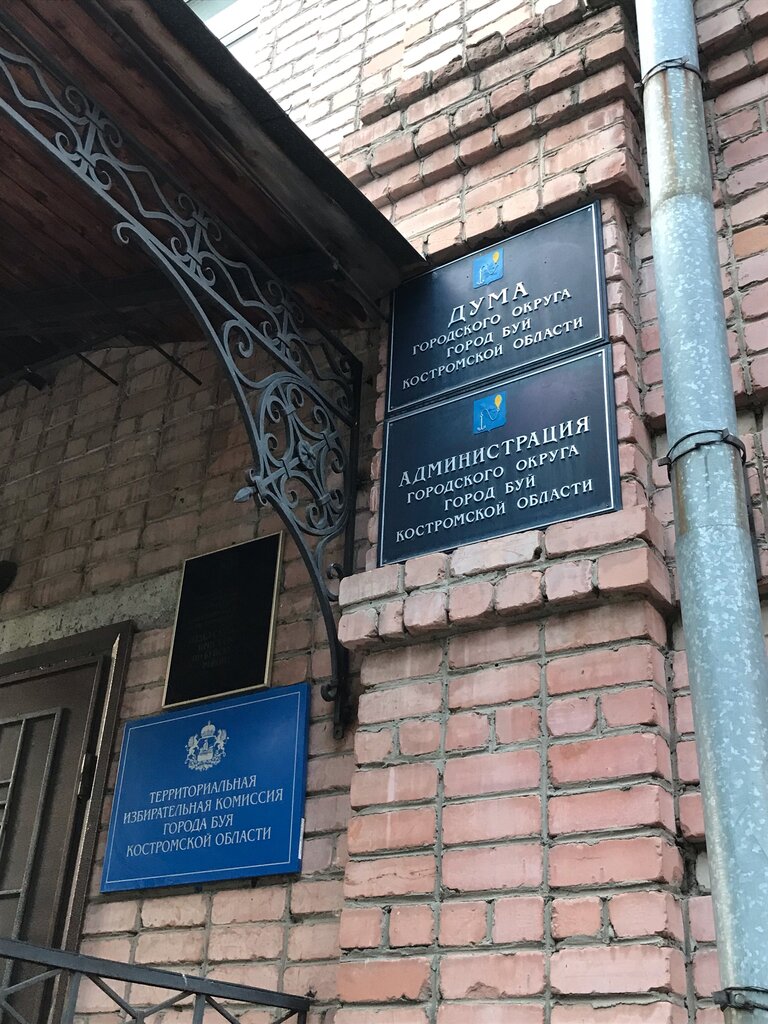 ДУМА
ГОРОДСКОГО ОКРУГА
ГОРОД БУЙ
КОСТРОМСКОЙ ОБЛАСТИ
АДМИНИСТРАЦИЯ
ГОРОДСКОГО ОКРУГА
ГОРОД БУЙ
КОСТРОМСКОЙ ОБЛАСТИ
ТЕРРИТОРИАЛЬНАЯ
ИЗБИРАТЕЛЬНАЯ КОМИССИЯ
ГОРОДА БУЯ
КОСТРОМСКОЙ ОБЛАСТИ